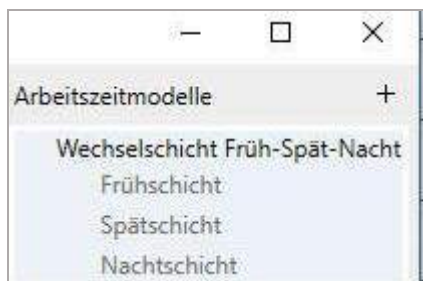 Arbeitszeitmodelle +
Wechselschicht Früh-Spät-Nacht
Frühschicht
Spätschicht
Nachtschicht